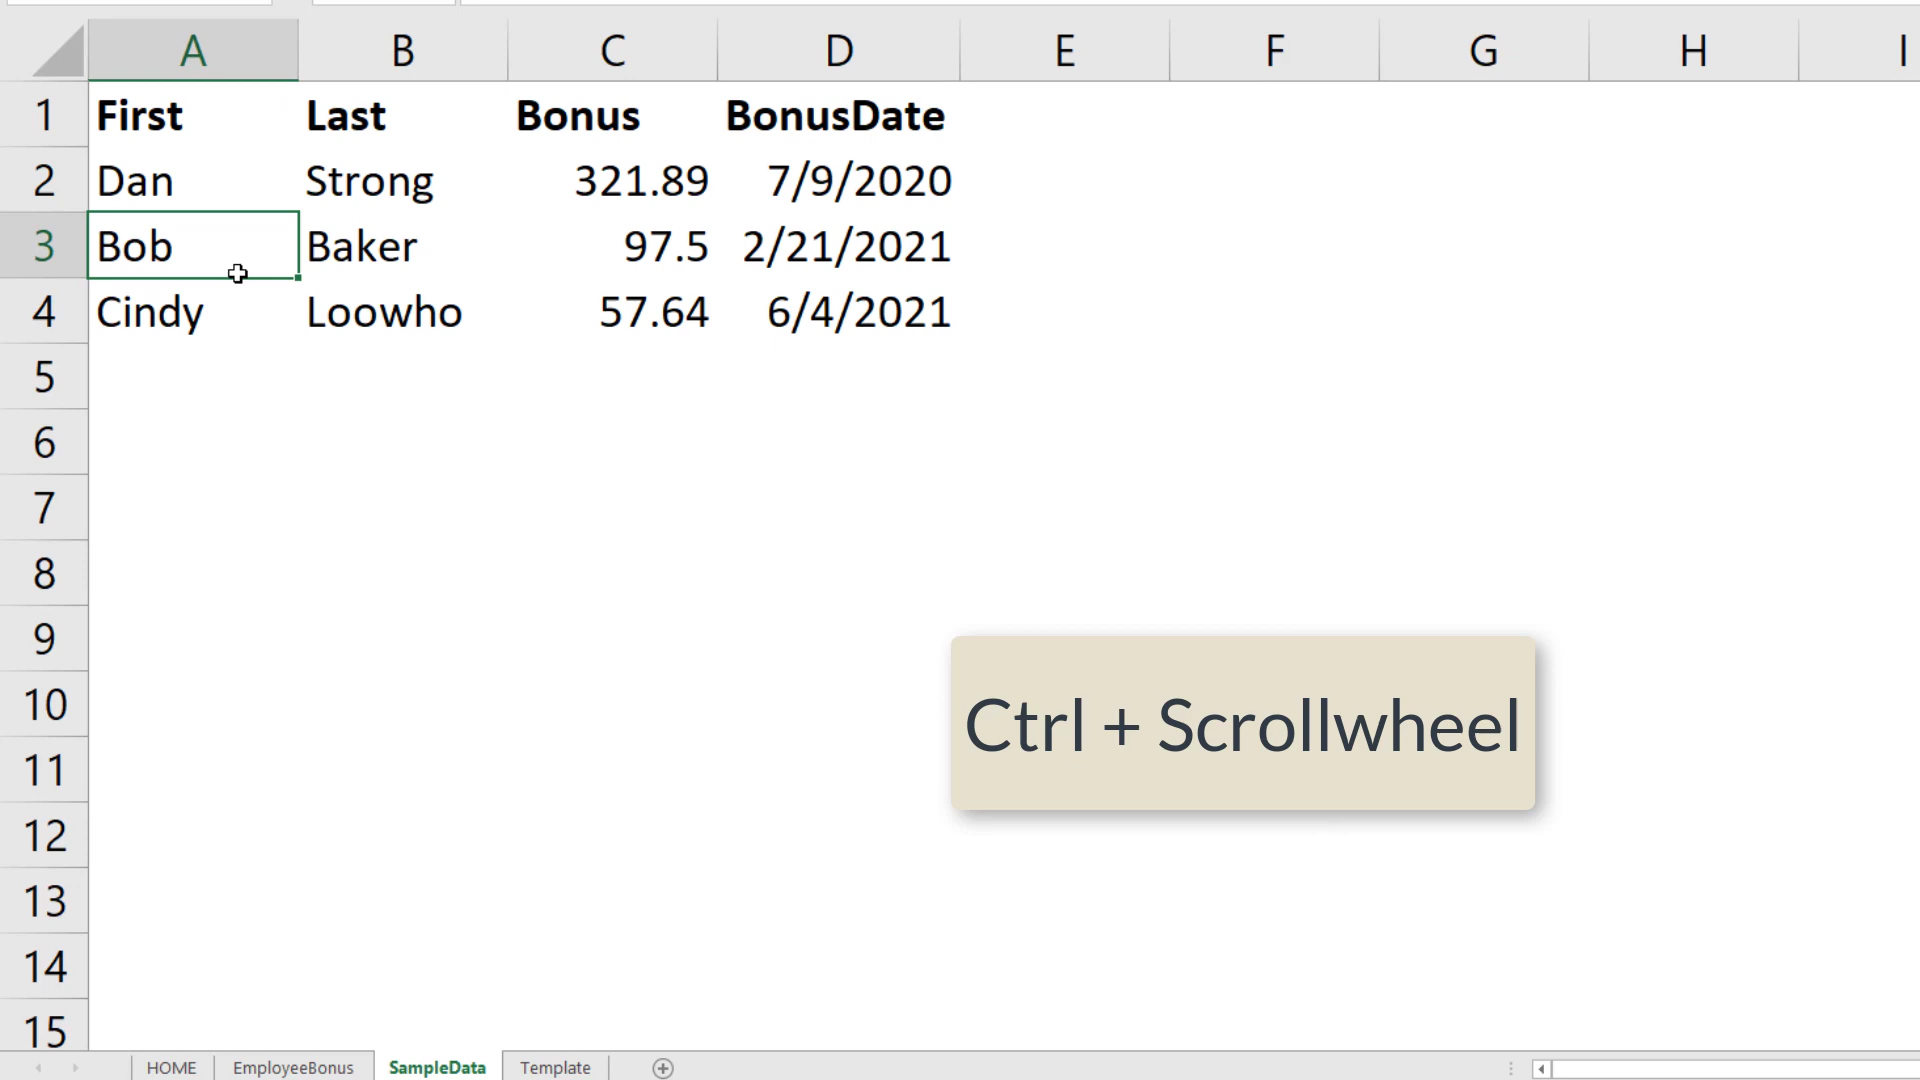 A B C D E F G H I
1 First Last Bonus BonusDate
2 Dan Strong 321.89 7/9/2020
3 Bob Baker 97.5 2/21/2021
4 Cindy Loowho 57.64 6/4/2021
5
6
7
8
9
10
Ctrl + Scrollwheel
11
12
13
14
15
HOME EmployeeBonus SampleData Template